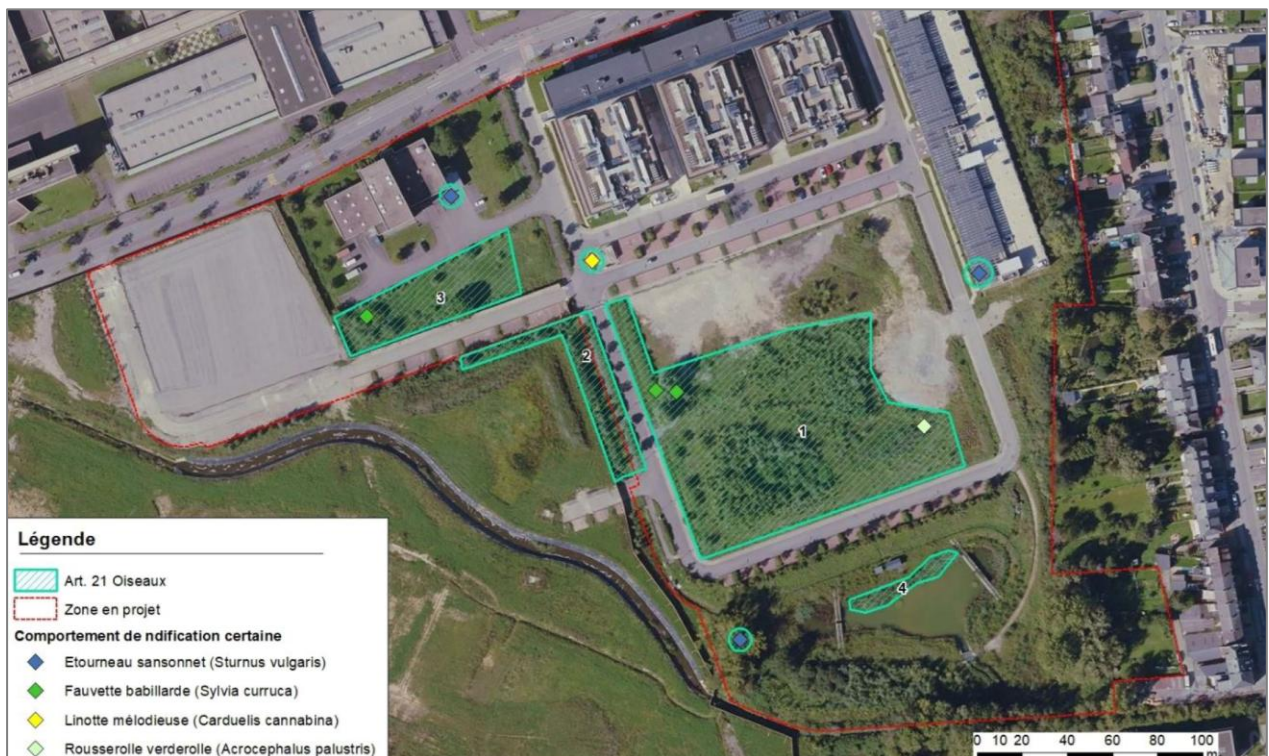 3
2
1
4
Légende
Art. 21 Oiseaux
Zone en projet
Comportement de ndification certaine
Etourneau sansonnet (Sturnus vulgaris)
Fauvette babillarde (Sylvia curruca)
Linotte mélodieuse (Carduelis cannabina)
Rousserolle verderolle (Acrocephalus palustris)
0 10 20 40 60 80 100
m